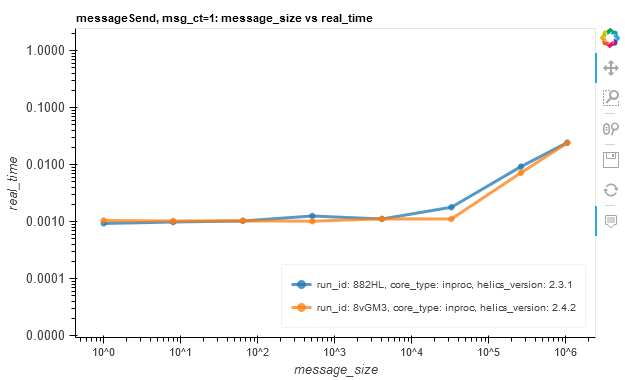 messageSend, msg_ct=1: message_size vs real_time
1.0000
0.1000
0.0100
0.0010
0.0001
0.0000
real_time
run_id: 882HL, core_type: inproc, helics_version: 2.3.1
run_id: 8vGM3, core_type: inproc, helics_version: 2.4.2
10^0 10^1 10^2 10^3 10^4 10^5 10^6
message_size